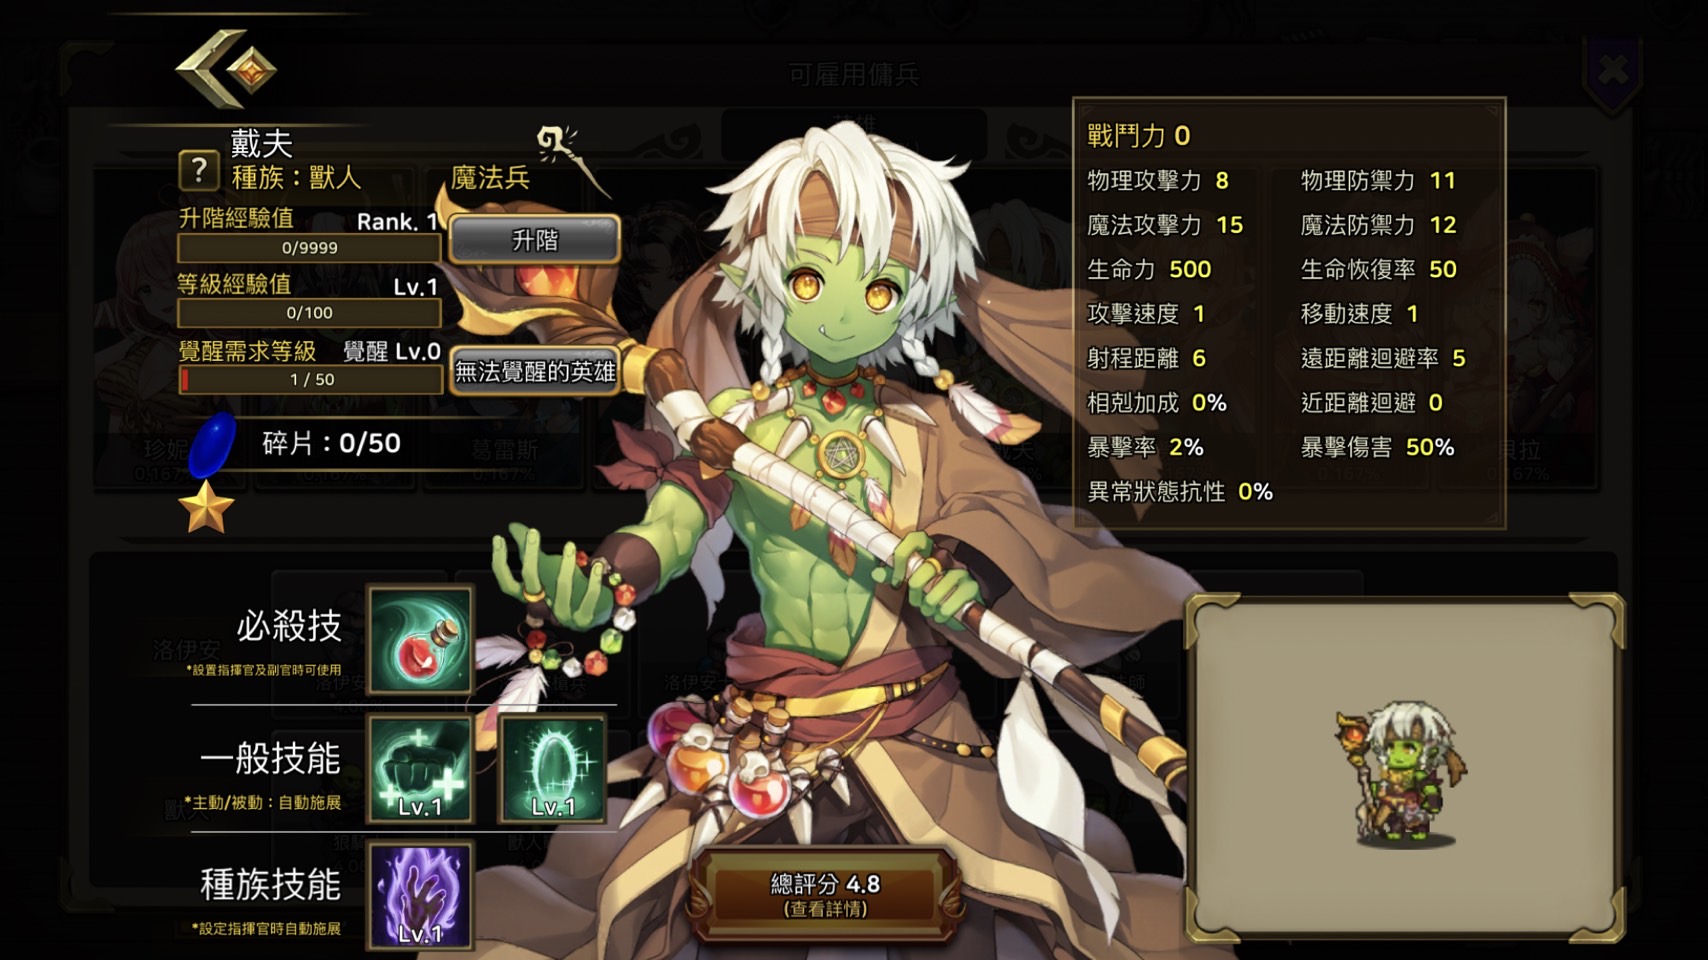 可雇用傭兵
戴夫
?
種族：獸人
魔法兵
升階經驗值 Rank. 1
0/9999
升階
等級經驗值 Lv.1
0/100
覺醒需求等級 覺醒 Lv.0
1 / 50
無法覺醒的英雄
碎片：0/50
戰鬥力 0
物理攻擊力 8 物理防禦力 11
魔法攻擊力 15 魔法防禦力 12
生命力 500 生命恢復率 50
攻擊速度 1 移動速度 1
射程距離 6 遠距離迴避率 5
相剋加成 0% 近距離迴避 0
暴擊率 2% 暴擊傷害 50%
異常狀態抗性 0%
葛雷斯
貝拉
必殺技
*設置指揮官及副官時可使用
洛伊安
一般技能
*主動/被動：自動施展
Lv.1 Lv.1
種族技能
*設定指揮官時自動施展
Lv.1
總評分 4.8
(查看詳情)